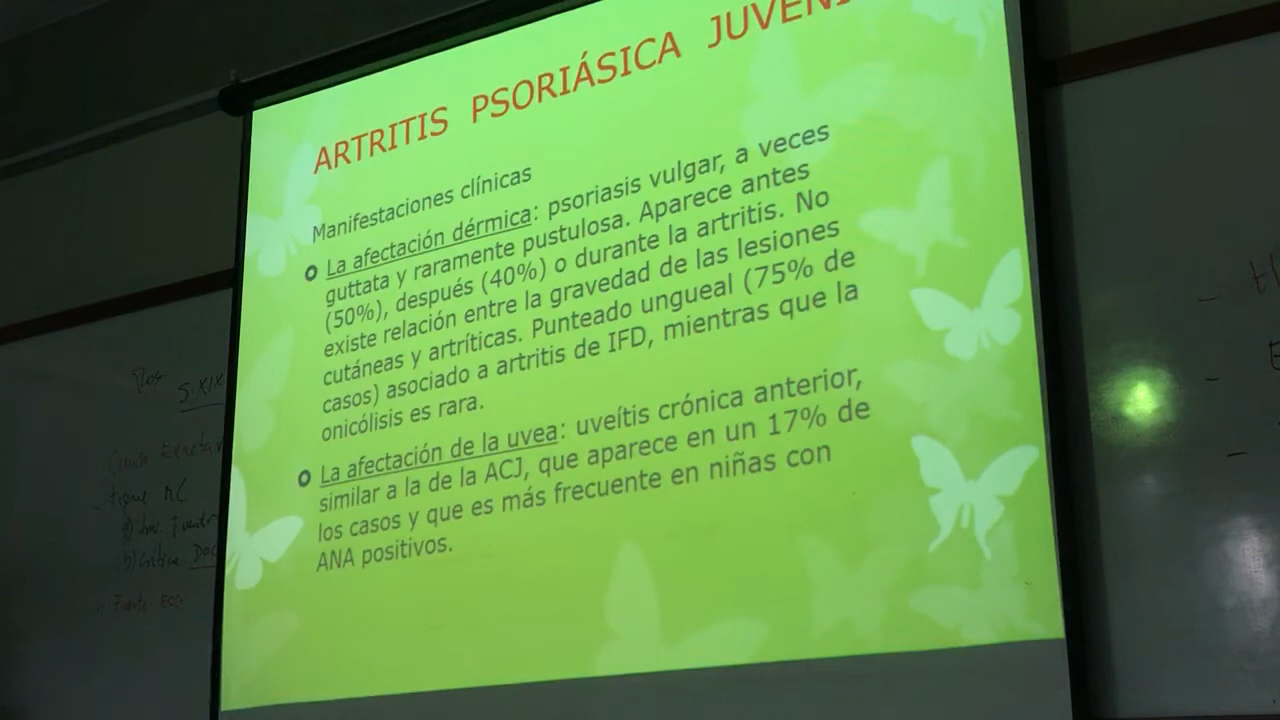 ARTRITIS PSORIÁSICA JUVENI
Manifestaciones clínicas
La afectación dérmica: psoriasis vulgar, a veces
guttata y raramente pustulosa. Aparece antes
(50%), después (40%) o durante la artritis. No
existe relación entre la gravedad de las lesiones
cutáneas y artríticas. Punteado ungueal (75% de
casos) asociado a artritis de IFD, mientras que la
onicólisis es rara.
La afectación de la uvea: uveítis crónica anterior,
similar a la de la ACJ, que aparece en un 17% de
los casos y que es más frecuente en niñas con
ANA positivos.
S. XIX